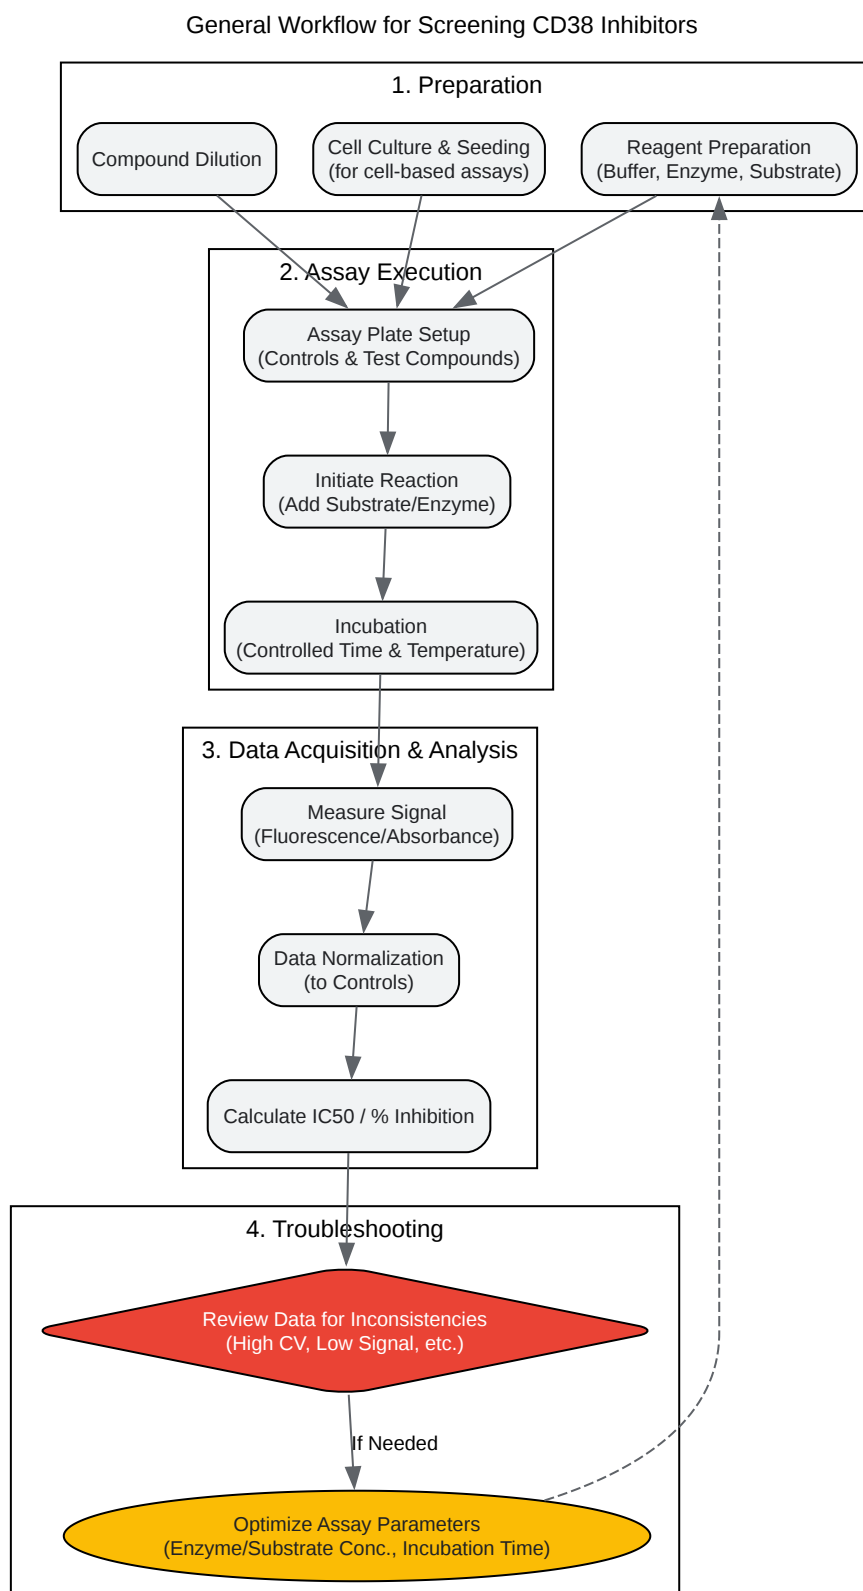 General Workflow for Screening CD38 Inhibitors
1. Preparation
Compound Dilution
Cell Culture & Seeding
(for cell-based assays)
Reagent Preparation
(Buffer, Enzyme, Substrate)
2. Assay Execution
Assay Plate Setup
(Controls & Test Compounds)
Initiate Reaction
(Add Substrate/Enzyme)
Incubation
(Controlled Time & Temperature)
3. Data Acquisition & Analysis
Measure Signal
(Fluorescence/Absorbance)
Data Normalization
(to Controls)
Calculate IC50 / % Inhibition
4. Troubleshooting
Review Data for Inconsistencies
(High CV, Low Signal, etc.)
If Needed
Optimize Assay Parameters
(Enzyme/Substrate Conc., Incubation Time)